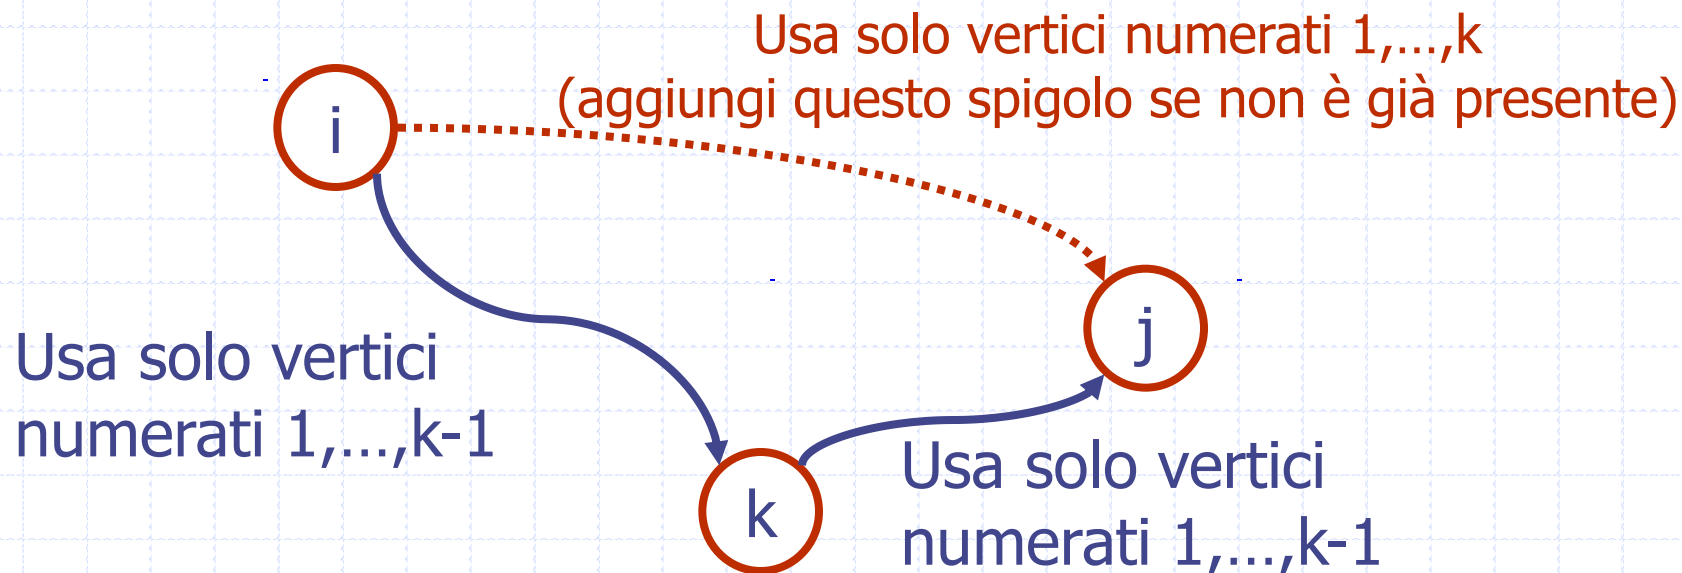 Usa solo vertici numerati 1,...,k
(aggiungi questo spigolo se non è già presente)
i
j
Usa solo vertici
numerati 1,...,k-1
k
Usa solo vertici
numerati 1,...,k-1